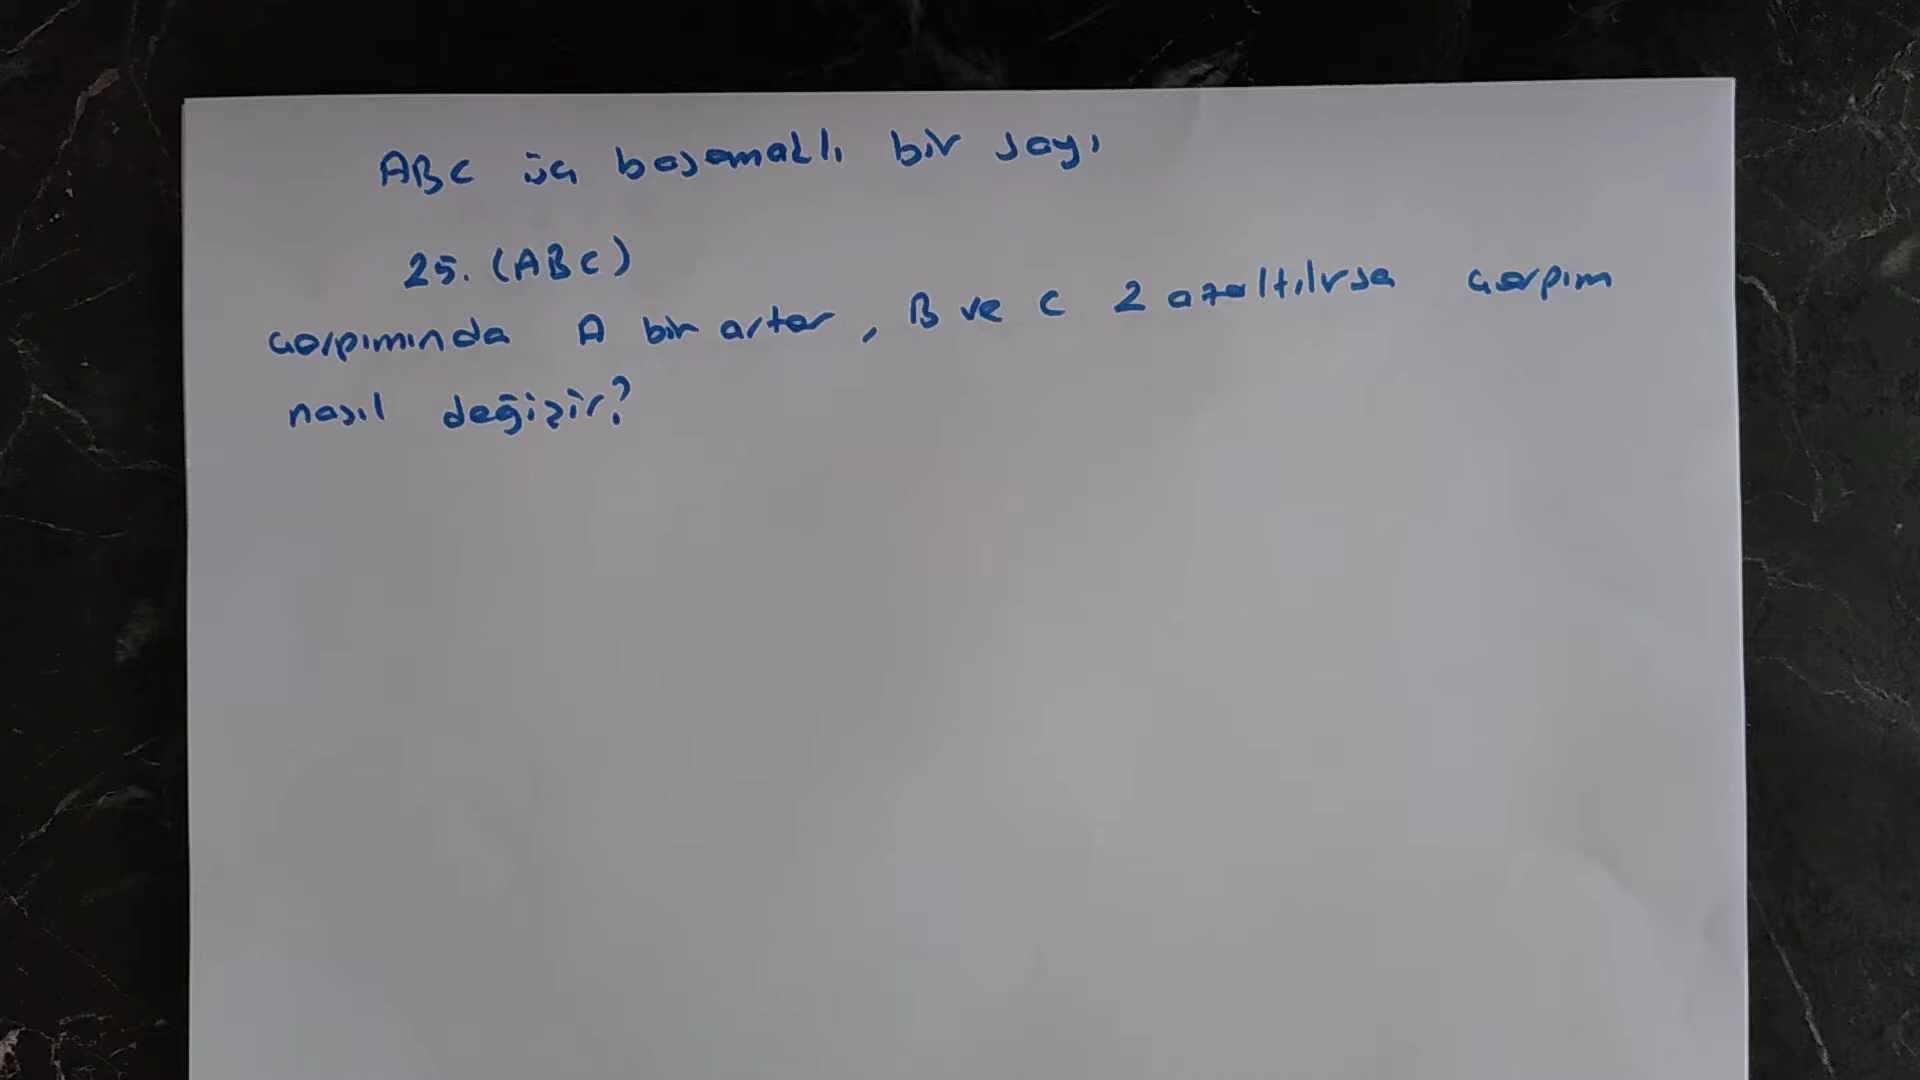 ABC üç basamaklı bir sayı
25. (ABC)
çarpımında A bir artar, B ve C 2 azaltılırsa çarpım
nasıl değişir?